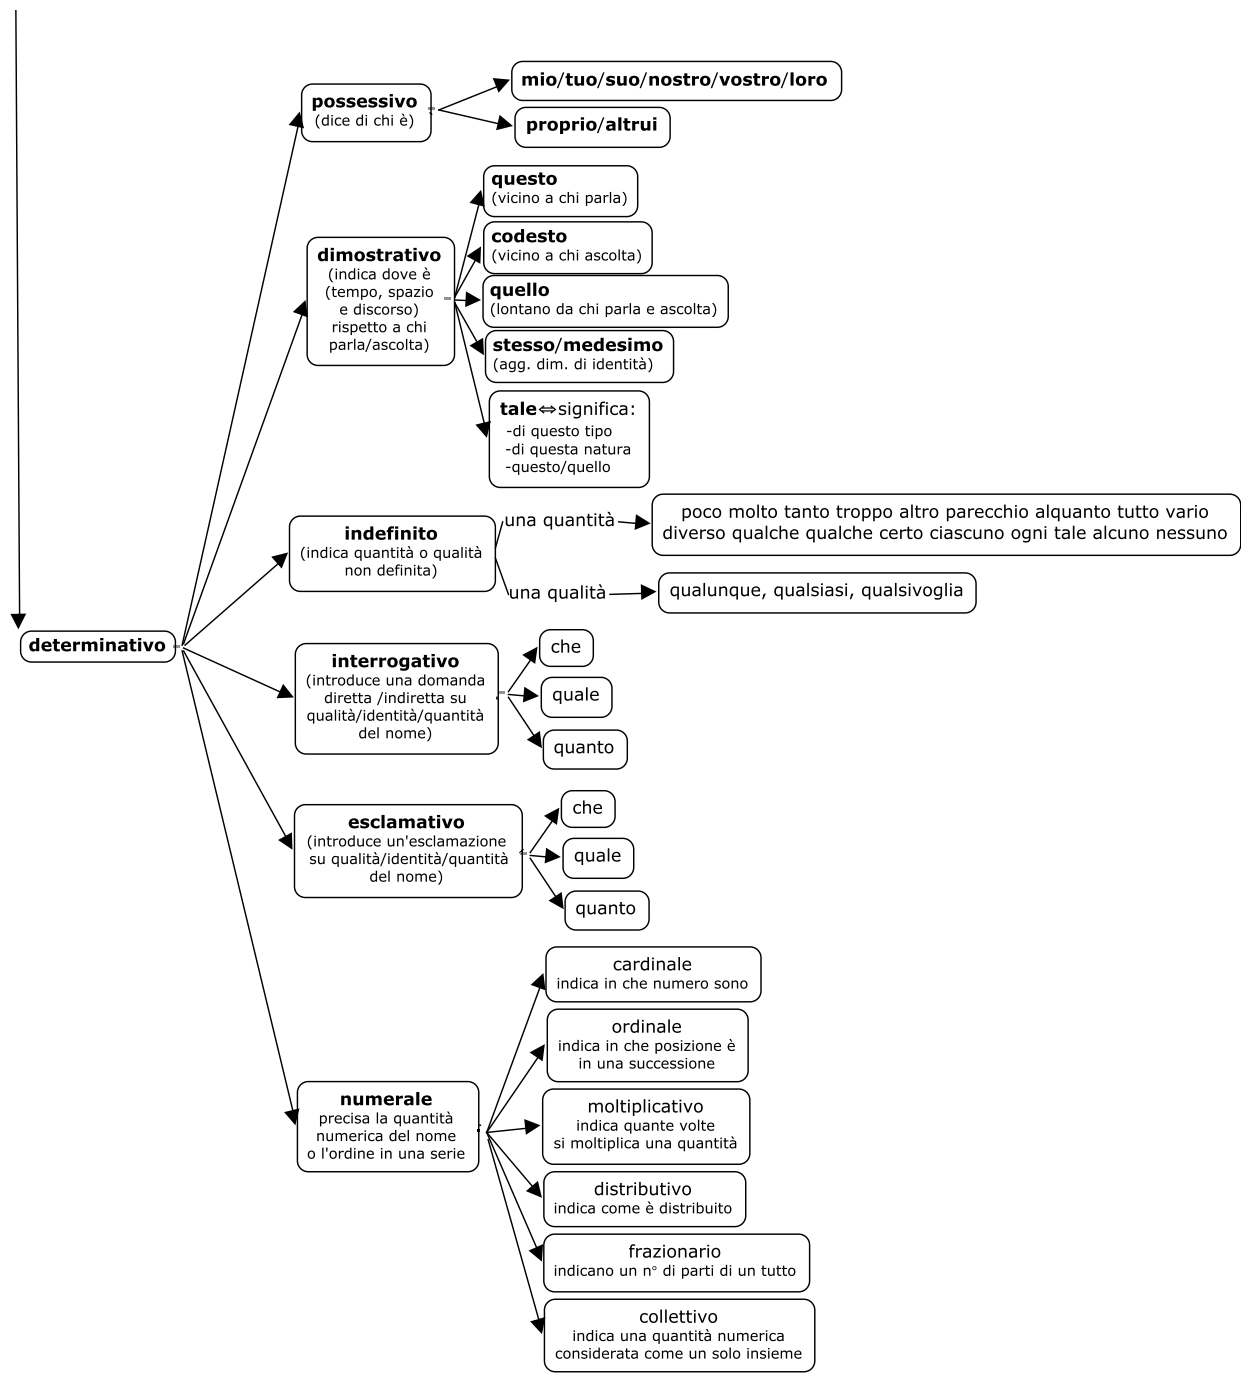 possessivo
(dice di chi è)
mio/tuo/suo/nostro/vostro/loro
proprio/altrui
dimostrativo
(indica dove è
(tempo, spazio
e discorso)
rispetto a chi
parla/ascolta)
questo
(vicino a chi parla)
codesto
(vicino a chi ascolta)
quello
(lontano da chi parla e ascolta)
stesso/medesimo
(agg. dim. di identità)
tale⇔significa:
-di questo tipo
-di questa natura
-questo/quello
indefinito
(indica quantità o qualità
non definita)
una quantità
poco molto tanto troppo altro parecchio alquanto tutto vario
diverso qualche qualche certo ciascuno ogni tale alcuno nessuno
una qualità
qualunque, qualsiasi, qualsivoglia
determinativo
interrogativo
(introduce una domanda
diretta /indiretta su
qualità/identità/quantità
del nome)
che
quale
quanto
esclamativo
(introduce un'esclamazione
su qualità/identità/quantità
del nome)
che
quale
quanto
numerale
precisa la quantità
numerica del nome
o l'ordine in una serie
cardinale
indica in che numero sono
ordinale
indica in che posizione è
in una successione
moltiplicativo
indica quante volte
si moltiplica una quantità
distributivo
indica come è distribuito
frazionario
indicano un n° di parti di un tutto
collettivo
indica una quantità numerica
considerata come un solo insieme